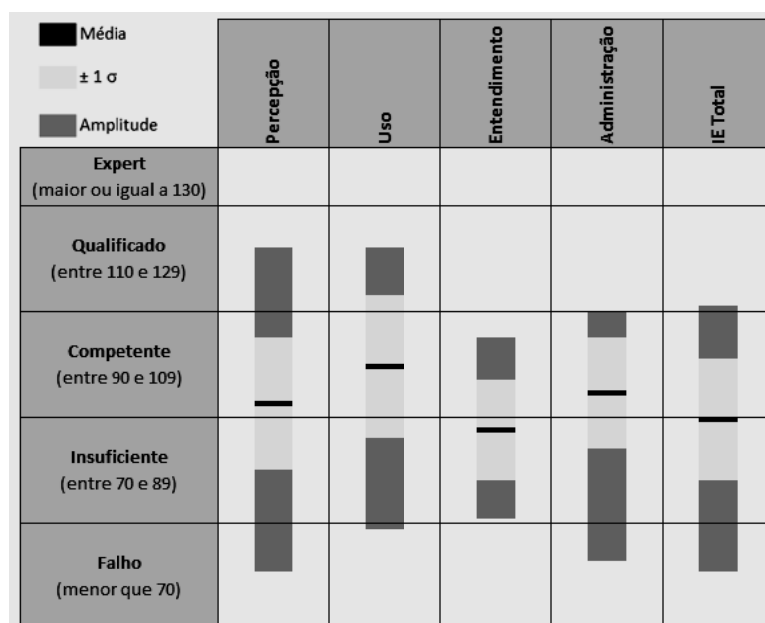 Média
± 1 σ
Amplitude
Percepção
Uso
Entendimento
Administração
IE Total
Expert
(maior ou igual a 130)
Qualificado
(entre 110 e 129)
Competente
(entre 90 e 109)
Insuficiente
(entre 70 e 89)
Falho
(menor que 70)